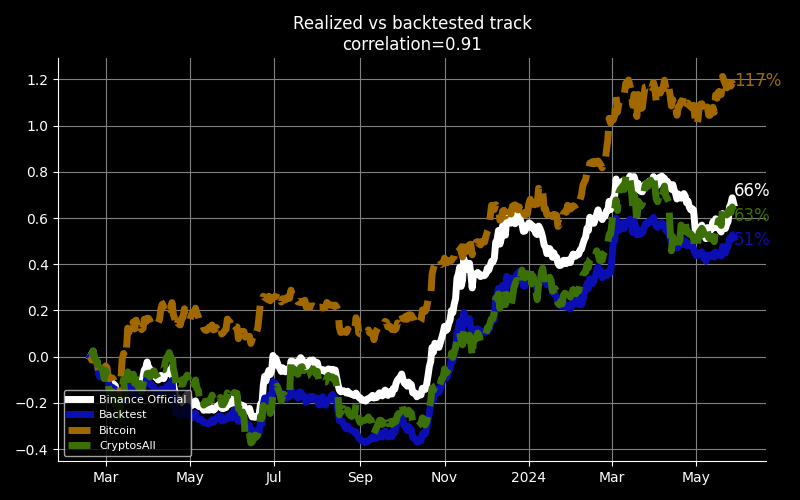 Realized vs backtested track
correlation=0.91
1.2
1.0
0.8
0.6
0.4
0.2
0.0
−0.2
−0.4
117%
66%
63%
51%
Binance Official
Backtest
Bitcoin
CryptosAll
Mar May Jul Sep Nov 2024 Mar May